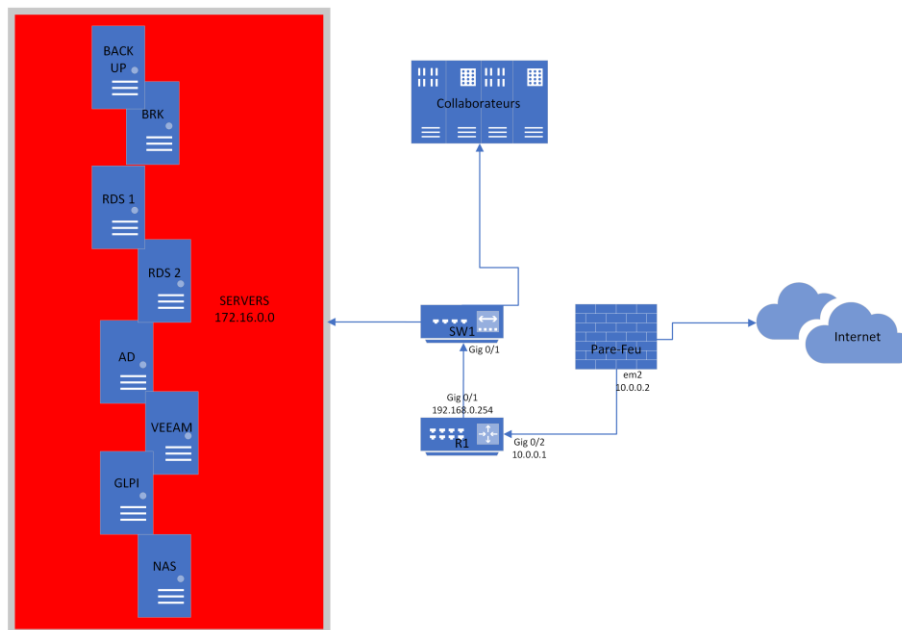 BACK
UP
BRK
RDS 1
RDS 2
SERVERS
172.16.0.0
AD
VEEAM
GLPI
NAS
Collaborateurs
SW1
Gig 0/1
Gig 0/1
192.168.0.254
R1
Gig 0/2
10.0.0.1
Pare-Feu
em2
10.0.0.2
Internet